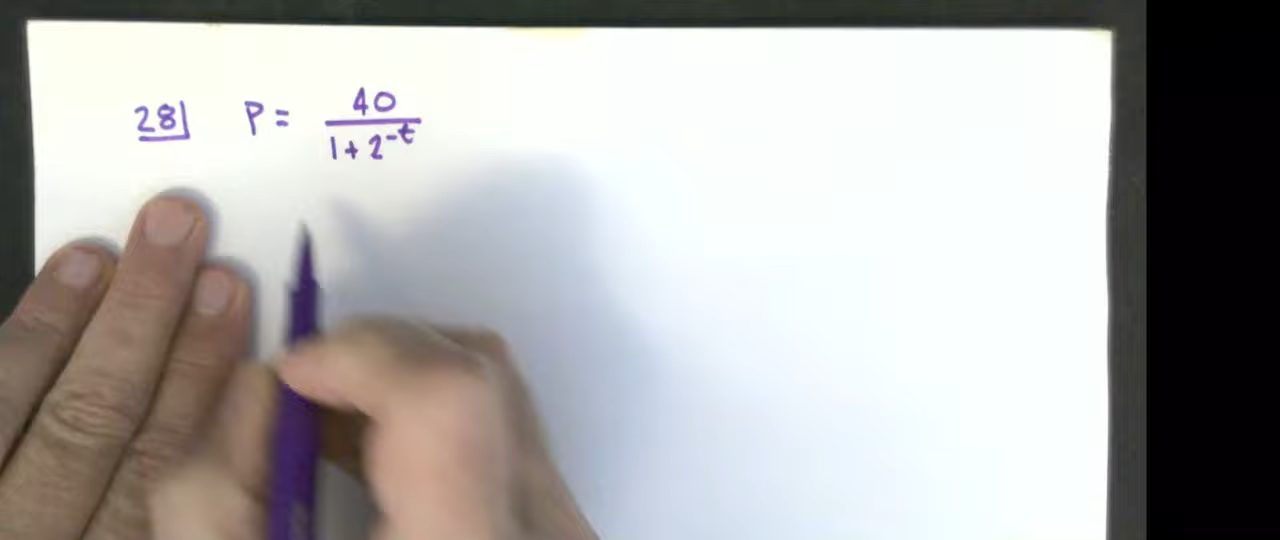 28] P = 40 / (1 + 2^-t)